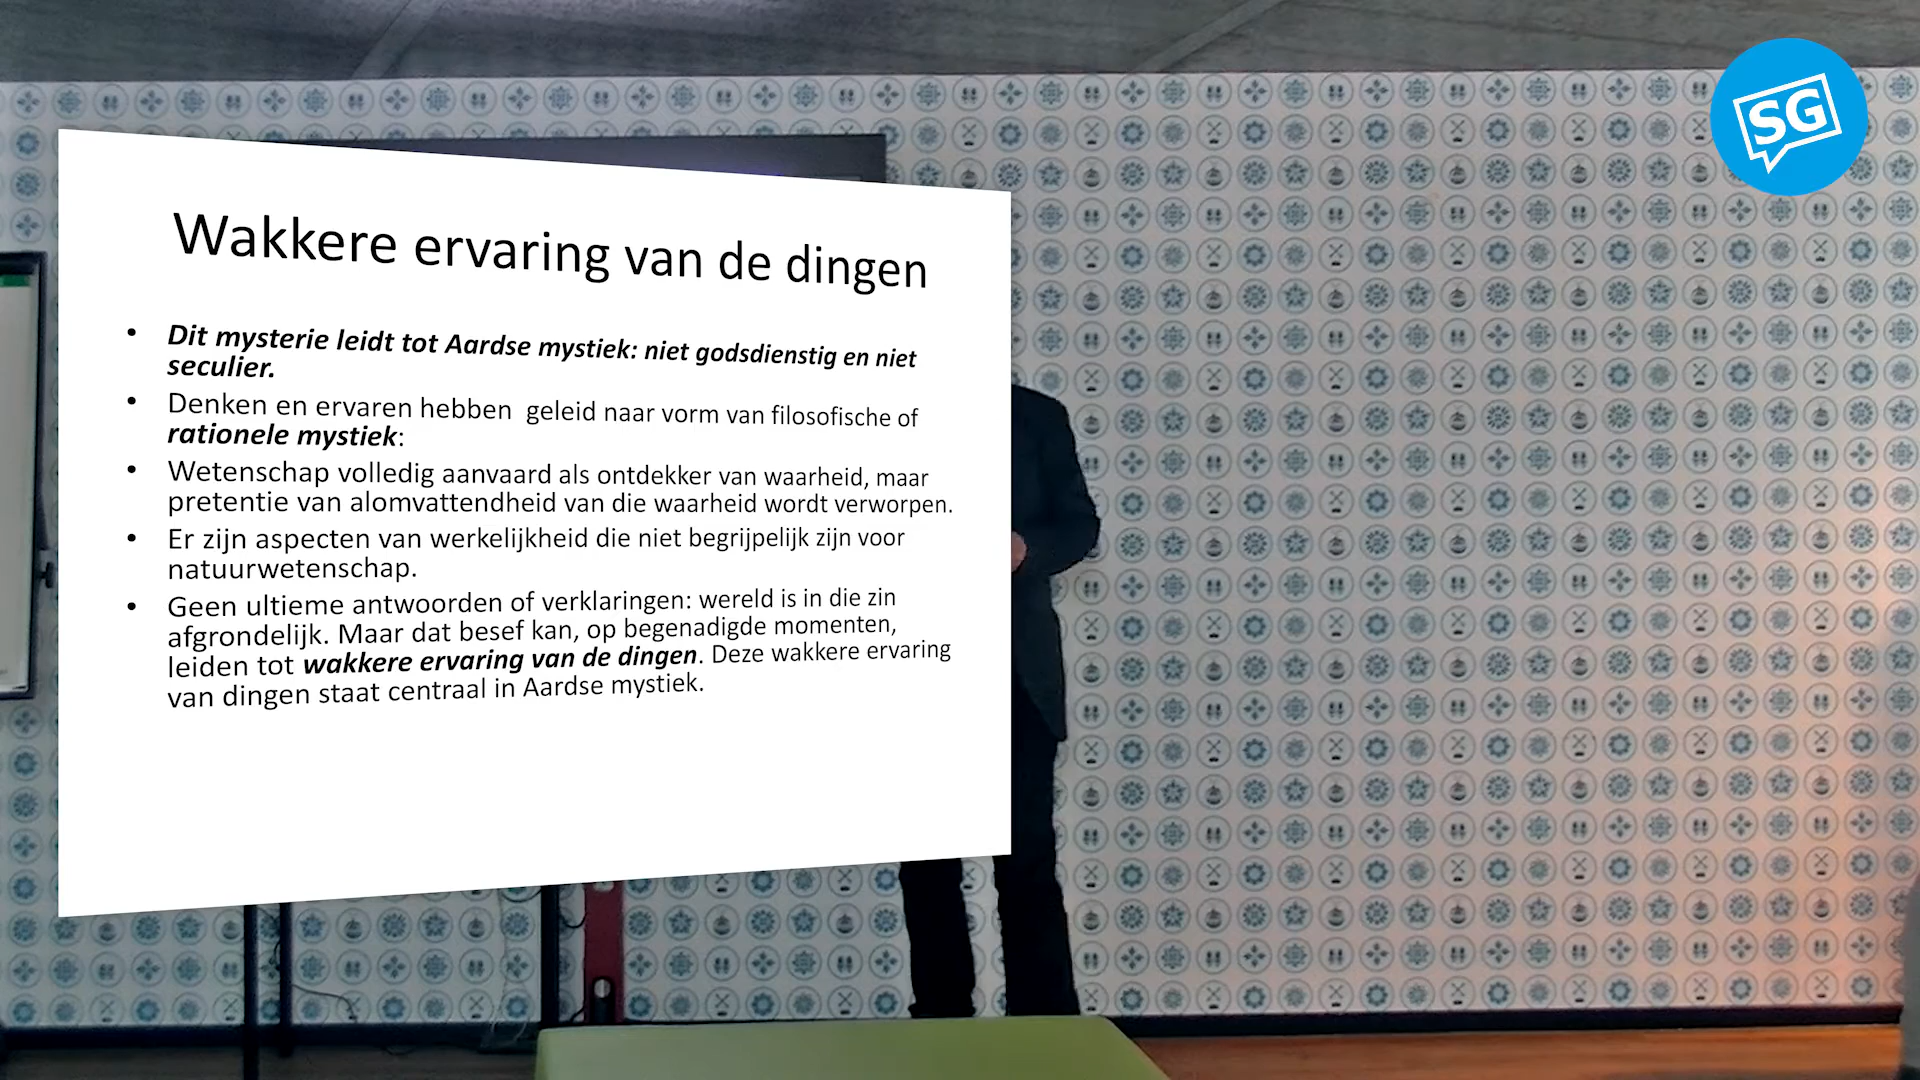 SG
Wakkere ervaring van de dingen
• Dit mysterie leidt tot Aardse mystiek: niet godsdienstig en niet
seculier.
• Denken en ervaren hebben geleid naar vorm van filosofische of
rationele mystiek:
• Wetenschap volledig aanvaard als ontdekker van waarheid, maar
pretentie van alomvattendheid van die waarheid wordt verworpen.
• Er zijn aspecten van werkelijkheid die niet begrijpelijk zijn voor
natuurwetenschap.
• Geen ultieme antwoorden of verklaringen: wereld is in die zin
afgrondelijk. Maar dat besef kan, op begenadigde momenten,
leiden tot wakkere ervaring van de dingen. Deze wakkere ervaring
van dingen staat centraal in Aardse mystiek.